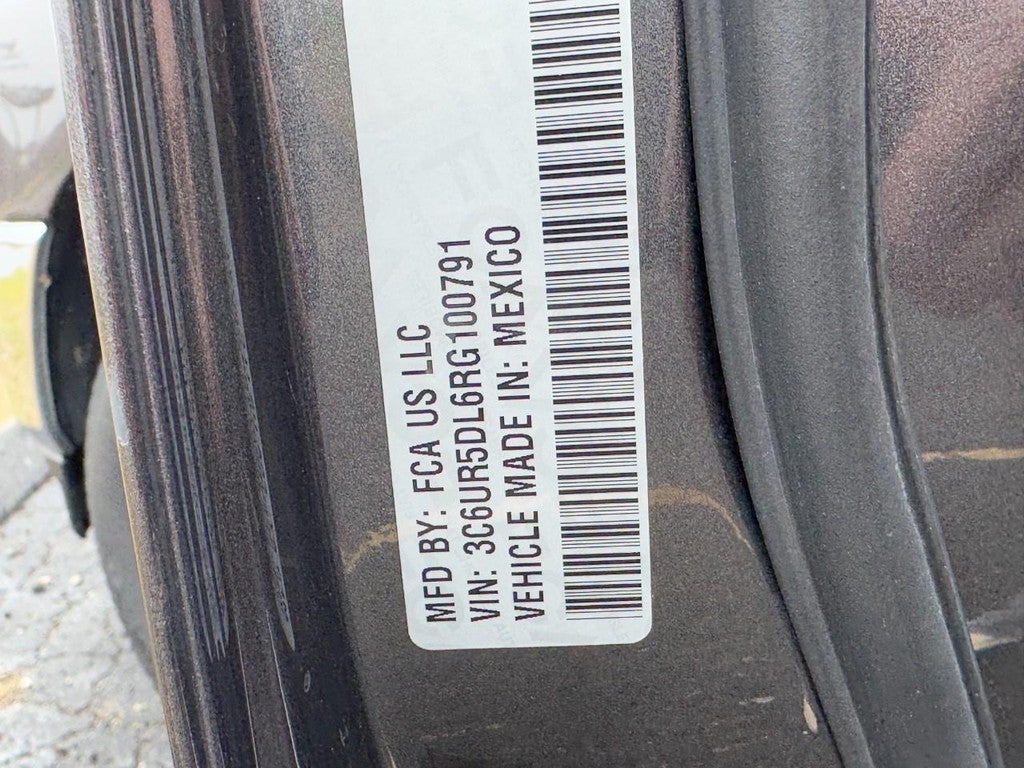 MFD BY: FCA US LLC
VIN: 3C6UR5DL6RG100791
VEHICLE MADE IN: MEXICO